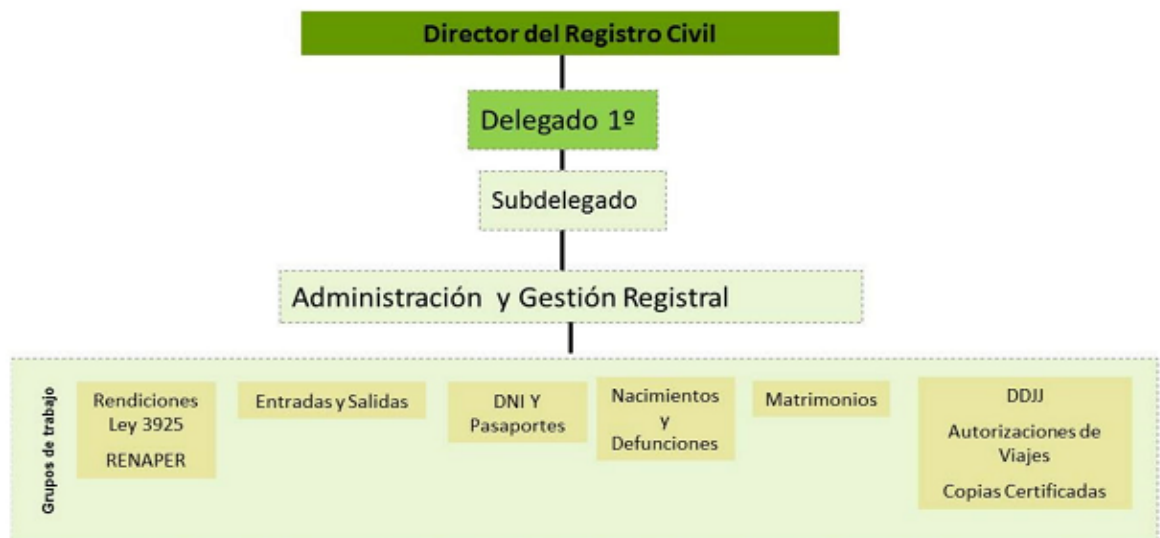 Director del Registro Civil
Delegado 1º
Subdelegado
Administración y Gestión Registral
Grupos de trabajo
Rendiciones
Ley 3925
RENAPER
Entradas y Salidas
DNI Y
Pasaportes
Nacimientos
y
Defunciones
Matrimonios
DDJJ
Autorizaciones de
Viajes
Copias Certificadas